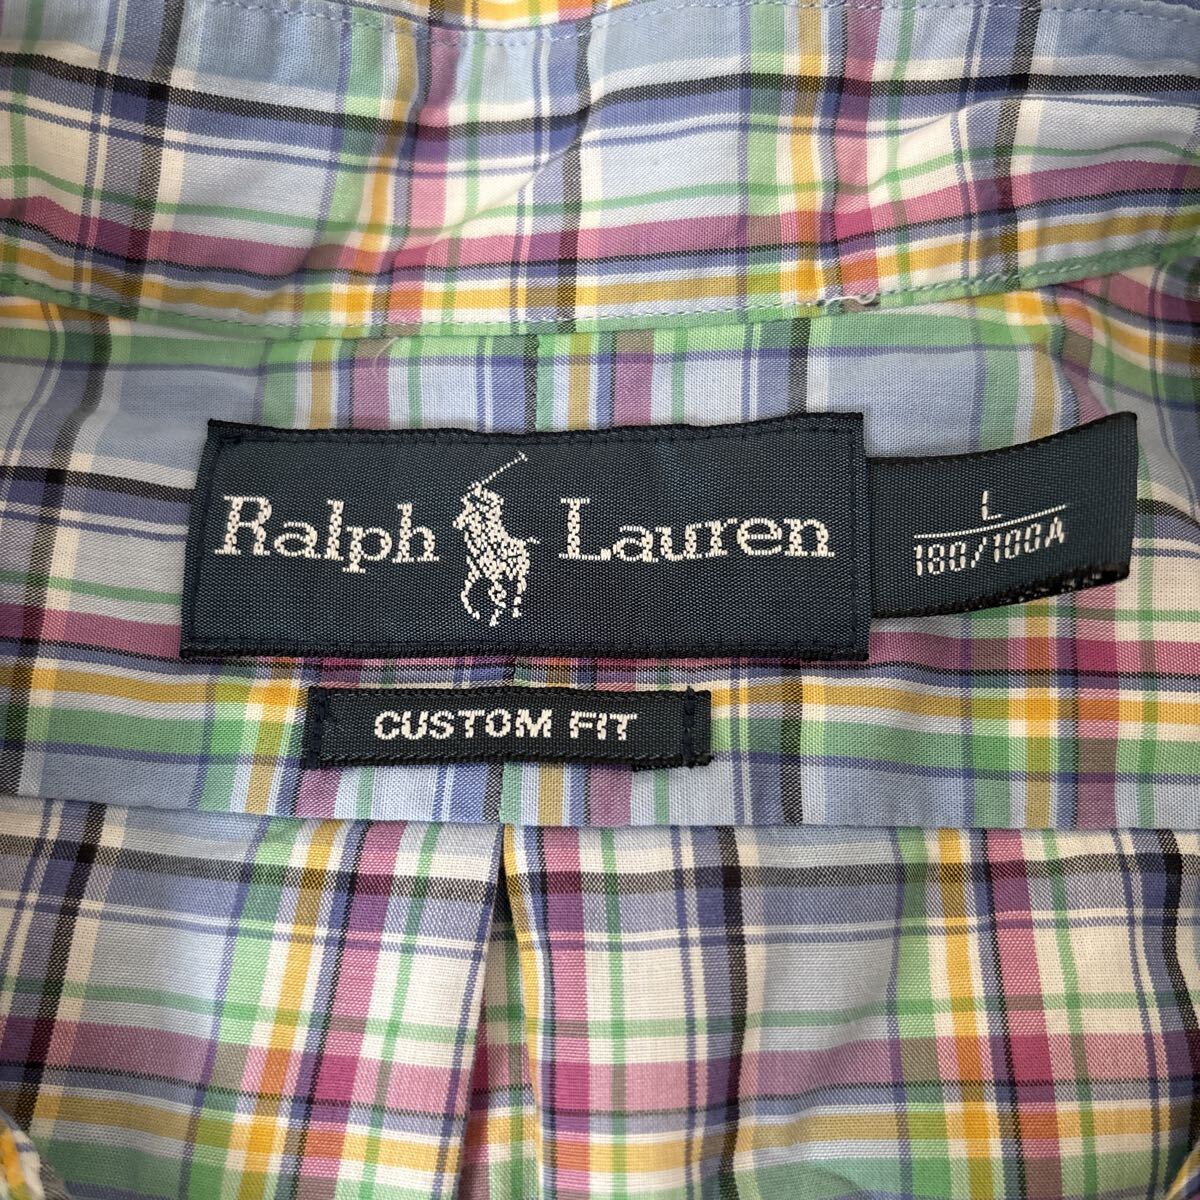 Ralph Lauren
L
180/100A
CUSTOM FIT